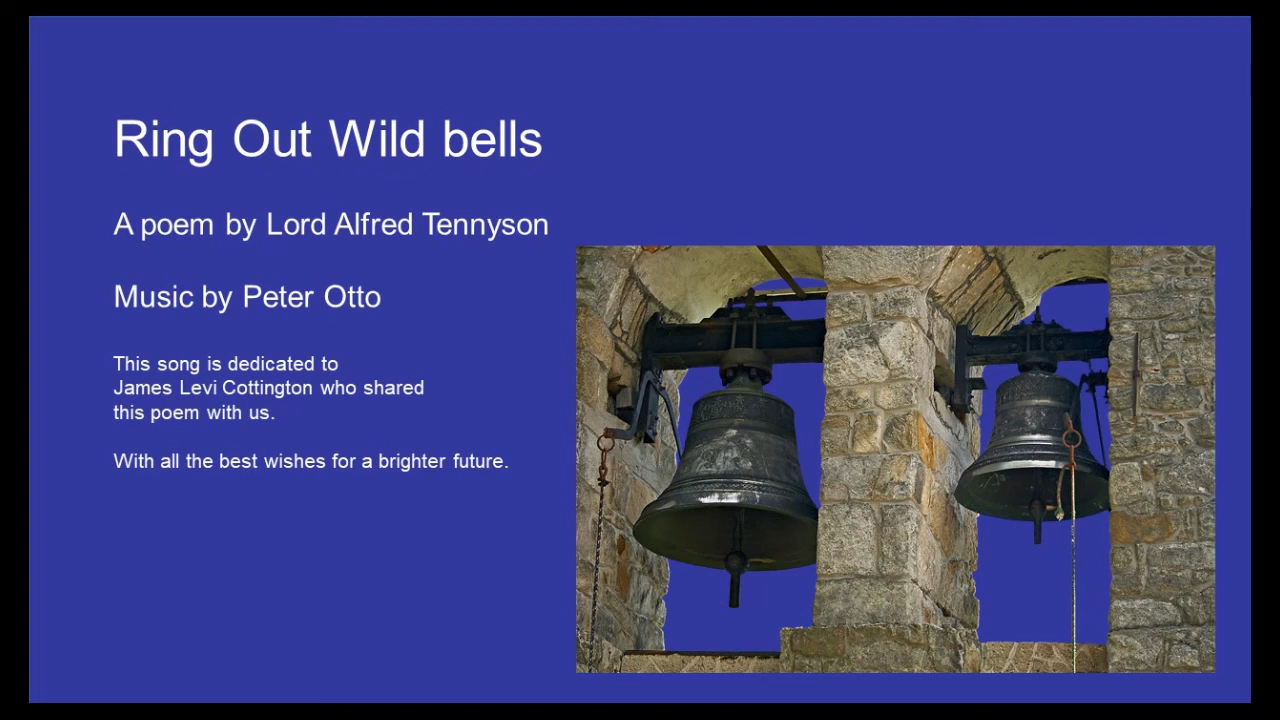 Ring Out Wild bells
A poem by Lord Alfred Tennyson
Music by Peter Otto
This song is dedicated to
James Levi Cottington who shared
this poem with us.
With all the best wishes for a brighter future.